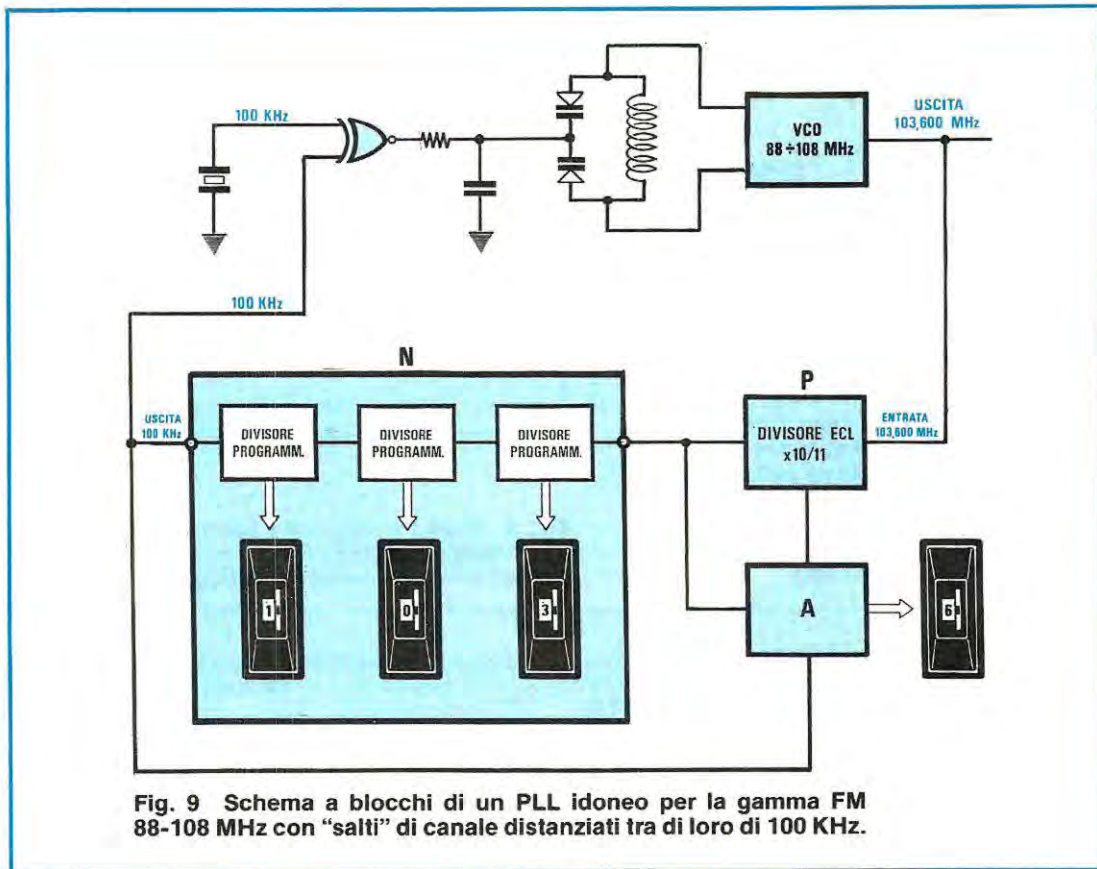 100 KHz
VCO
88÷108 MHz
USCITA
103,600 MHz
100 KHz
N
USCITA
100 KHz
DIVISORE
PROGRAMM.
DIVISORE
PROGRAMM.
DIVISORE
PROGRAMM.
P
DIVISORE ECL
x10/11
ENTRATA
103,600 MHz
1
0
3
A
6
Fig. 9 Schema a blocchi di un PLL idoneo per la gamma FM
88-108 MHz con "salti" di canale distanziati tra di loro di 100 KHz.